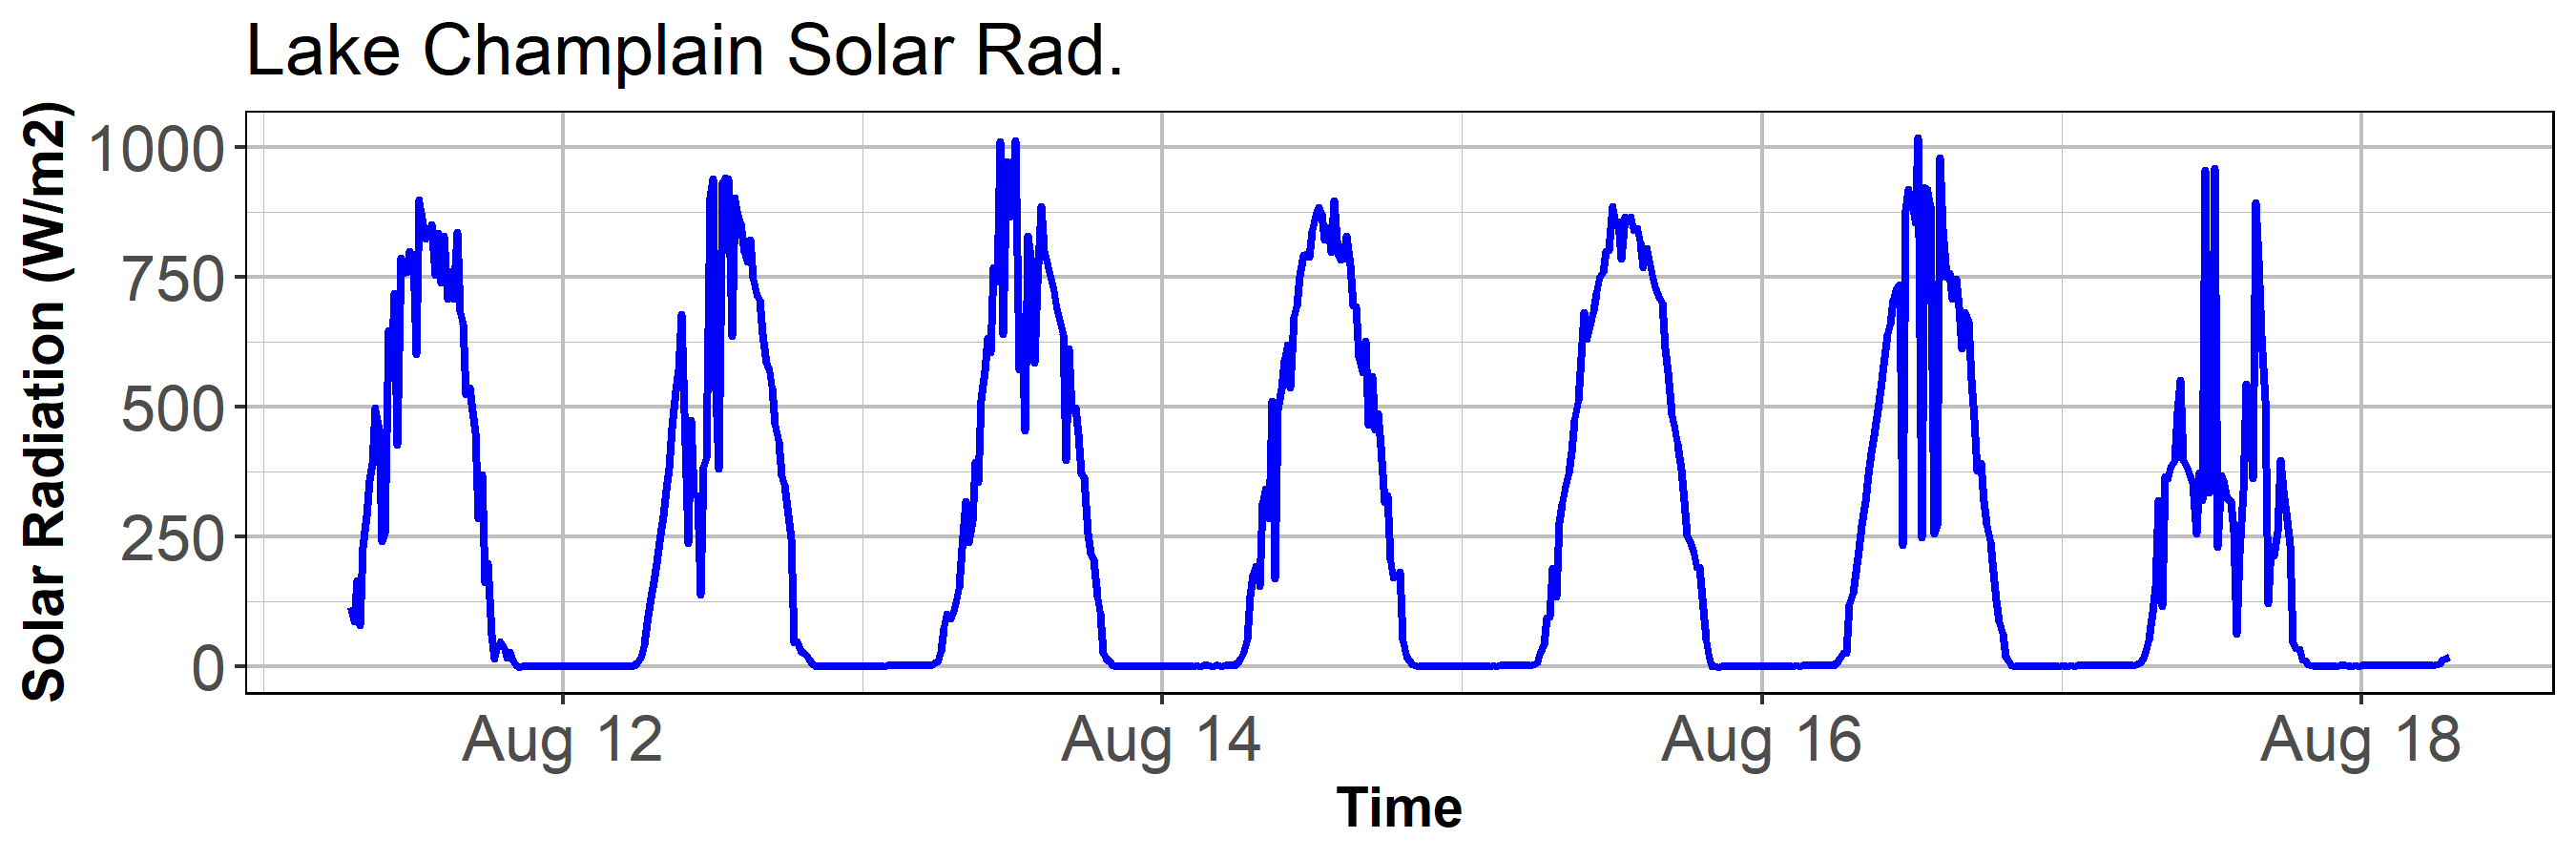 Lake Champlain Solar Rad.
Solar Radiation (W/m2)
1000
750
500
250
0
Aug 12 Aug 14 Aug 16 Aug 18
Time